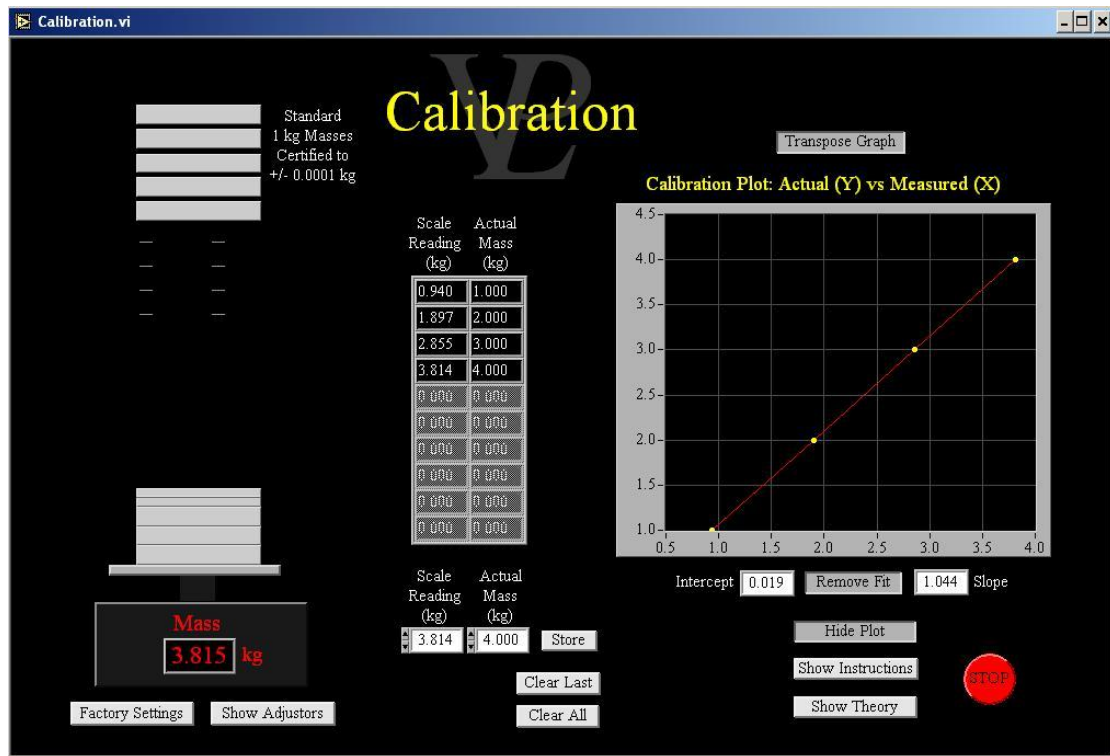 Calibration.vi
VPL
Calibration
Standard
1 kg Masses
Certified to
+/- 0.0001 kg
Transpose Graph
Calibration Plot: Actual (Y) vs Measured (X)
Scale Actual
Reading Mass
(kg) (kg)
0.940 1.000
1.897 2.000
2.855 3.000
3.814 4.000
0.000 0.000
0.000 0.000
0.000 0.000
0.000 0.000
0.000 0.000
0.000 0.000
4.5
4.0
3.5
3.0
2.5
2.0
1.5
1.0
0.5 1.0 1.5 2.0 2.5 3.0 3.5 4.0
Intercept 0.019 Remove Fit 1.044 Slope
Scale Actual
Reading Mass
(kg) (kg)
3.814 4.000 Store
Clear Last
Clear All
Mass
3.815 kg
Factory Settings Show Adjustors
Hide Plot
Show Instructions
Show Theory
STOP